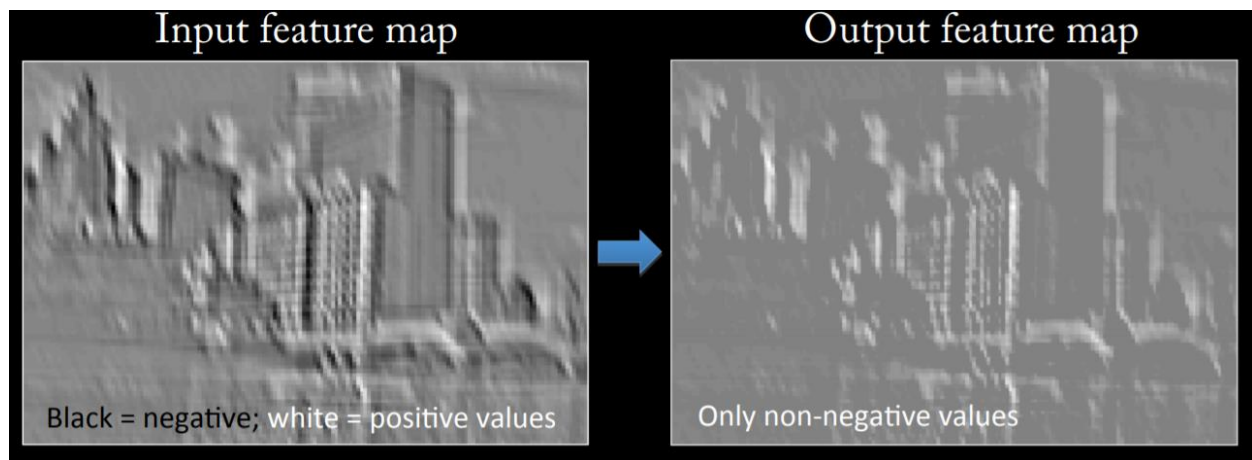 Input feature map
Output feature map
Black = negative; white = positive values
Only non-negative values